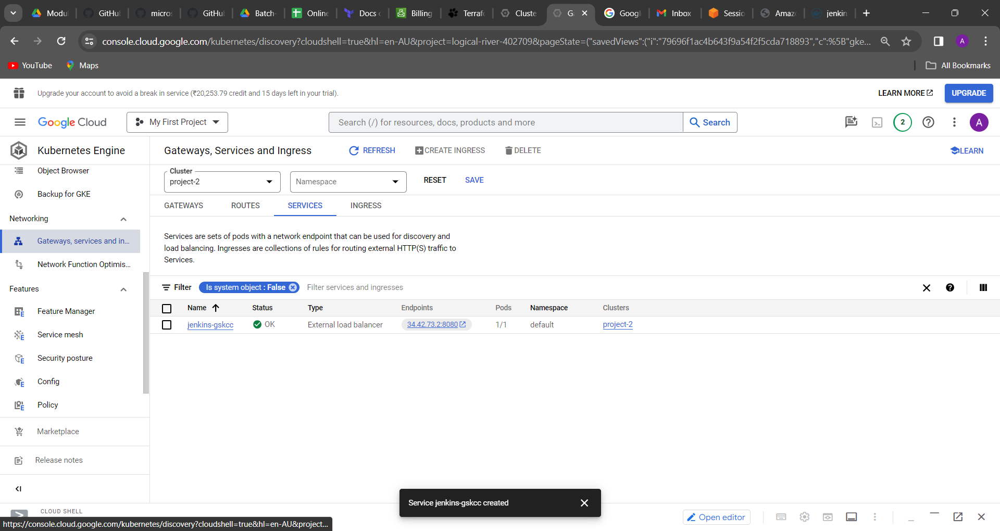 Modu
GitHu
micros
GitHu
Batch-
Online
Docs
Billing
Terraf
Cluste
G
Googl
Inbox
Sessio
Amaz
jenkin
console.cloud.google.com/kubernetes/discovery?cloudshell=true&hl=en-AU&project=logical-river-402709&pageState=("savedViews":("i":"79696f1ac4b643f9a54f2f5cda718893","c":%5B"gke...
A
YouTube
Maps
All Bookmarks
Upgrade your account to avoid a break in service (₹20,253.79 credit and 15 days left in your trial).
LEARN MORE
UPGRADE
Google Cloud
My First Project
Search (/) for resources, docs, products and more
Search
2
A
Kubernetes Engine
Gateways, Services and Ingress
REFRESH
CREATE INGRESS
DELETE
LEARN
Object Browser
Backup for GKE
Networking
Gateways, services and in...
Network Function Optimis...
Features
Feature Manager
Service mesh
Security posture
Config
Policy
Marketplace
Release notes
Cluster
project-2
Namespace
RESET
SAVE
GATEWAYS
ROUTES
SERVICES
INGRESS
Services are sets of pods with a network endpoint that can be used for discovery and
load balancing. Ingresses are collections of rules for routing external HTTP(S) traffic to
Services.
Filter
Is system object : False
Filter services and ingresses
Name Status Type Endpoints Pods Namespace Clusters
jenkins-gskcc OK External load balancer 34.42.73.2:8080 1/1 default project-2
Service jenkins-gskcc created
CLOUD SHELL
Open editor
https://console.cloud.google.com/kubernetes/discovery?cloudshell=true&hl=en-AU&project...